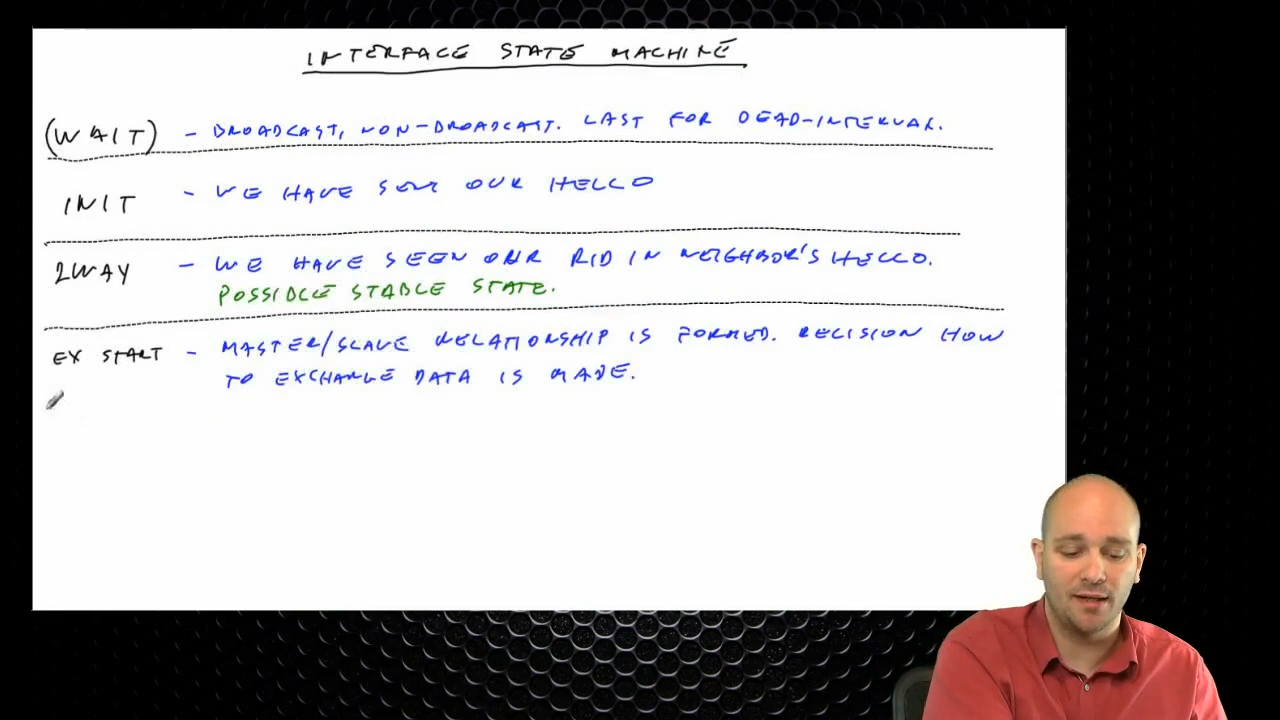 INTERFACE STATE MACHINE
(WAIT) - BROADCAST, NON-BROADCAST. LAST FOR DEAD-INTERVAL.
INIT - WE HAVE SENT OUR HELLO
2WAY - WE HAVE SEEN OUR RID IN NEIGHBOR'S HELLO.
POSSIBLE STABLE STATE.
EX START - MASTER/SLAVE RELATIONSHIP IS FORMED. DECISION HOW
TO EXCHANGE DATA IS MADE.